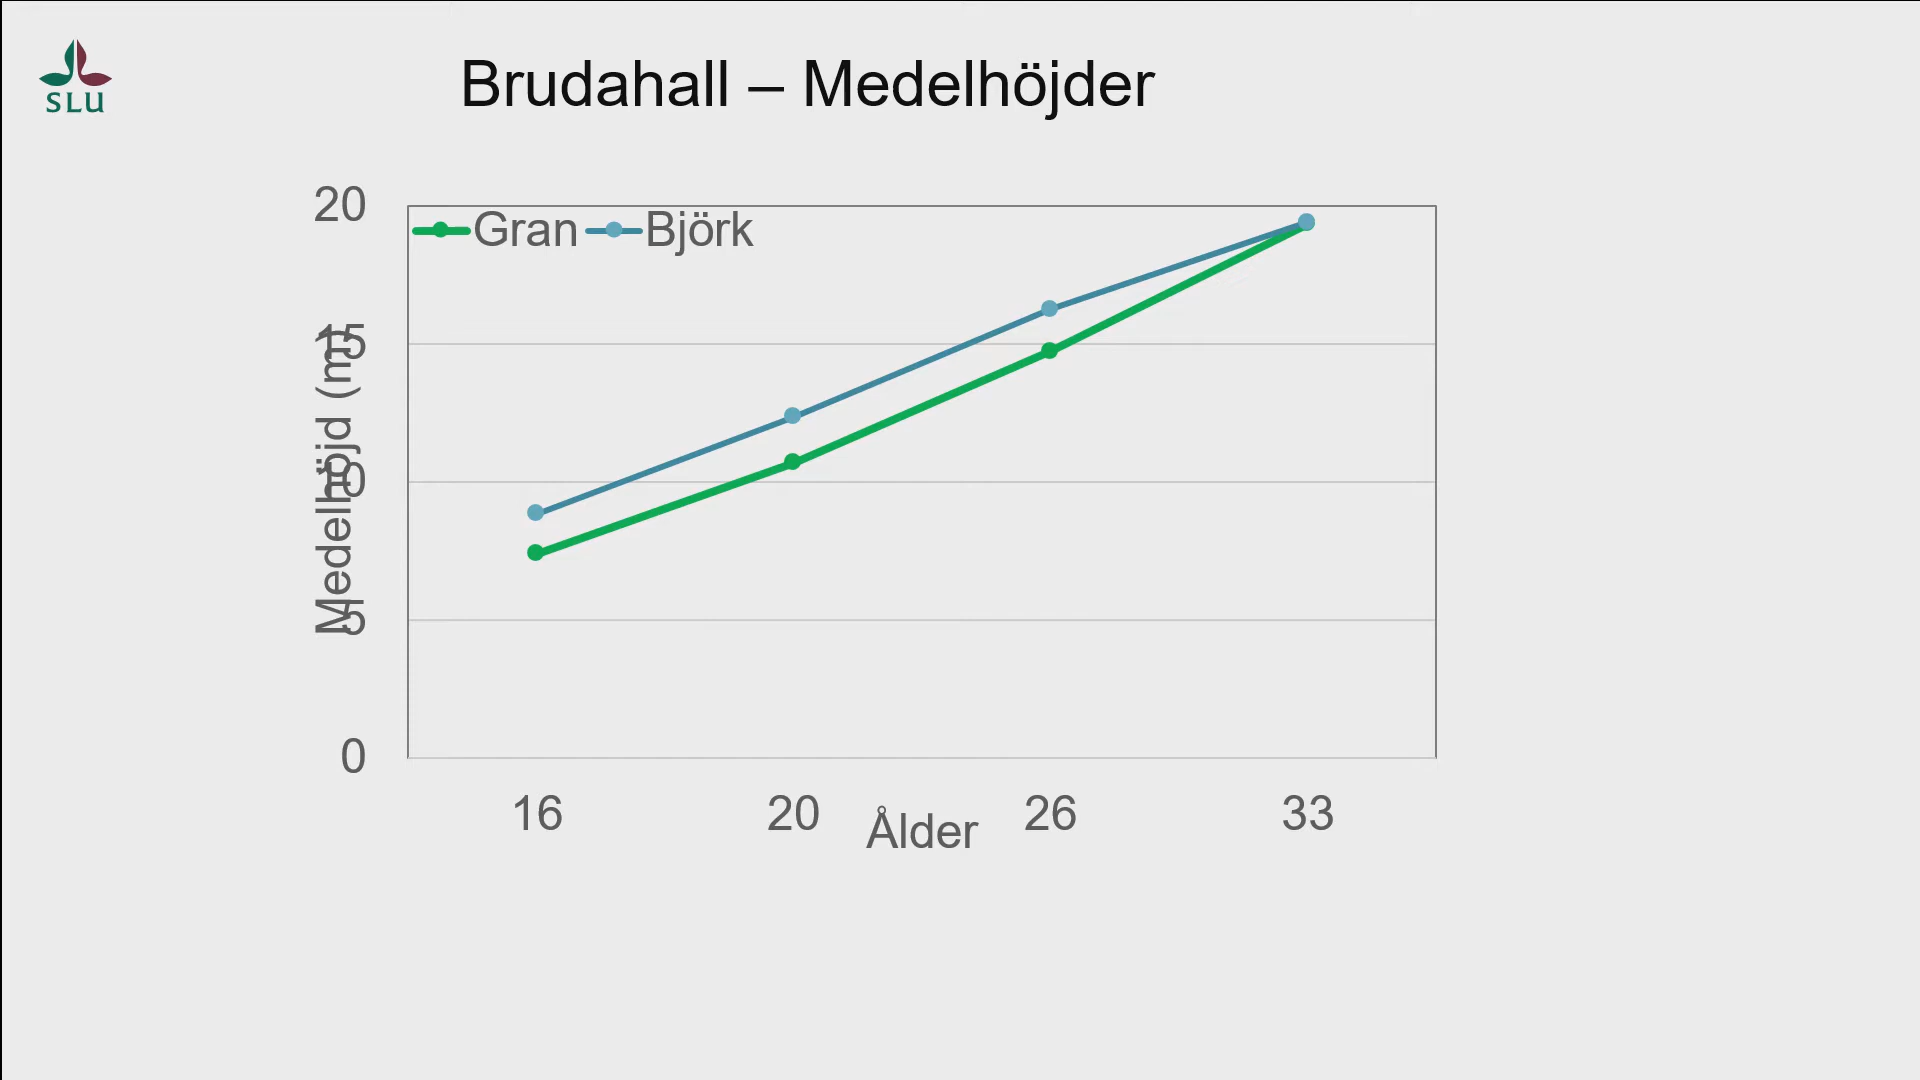 SLU
Brudahall – Medelhöjder
Gran Björk
20
15
10
5
0
Medelhöjd (m)
16 20 26 33
Ålder